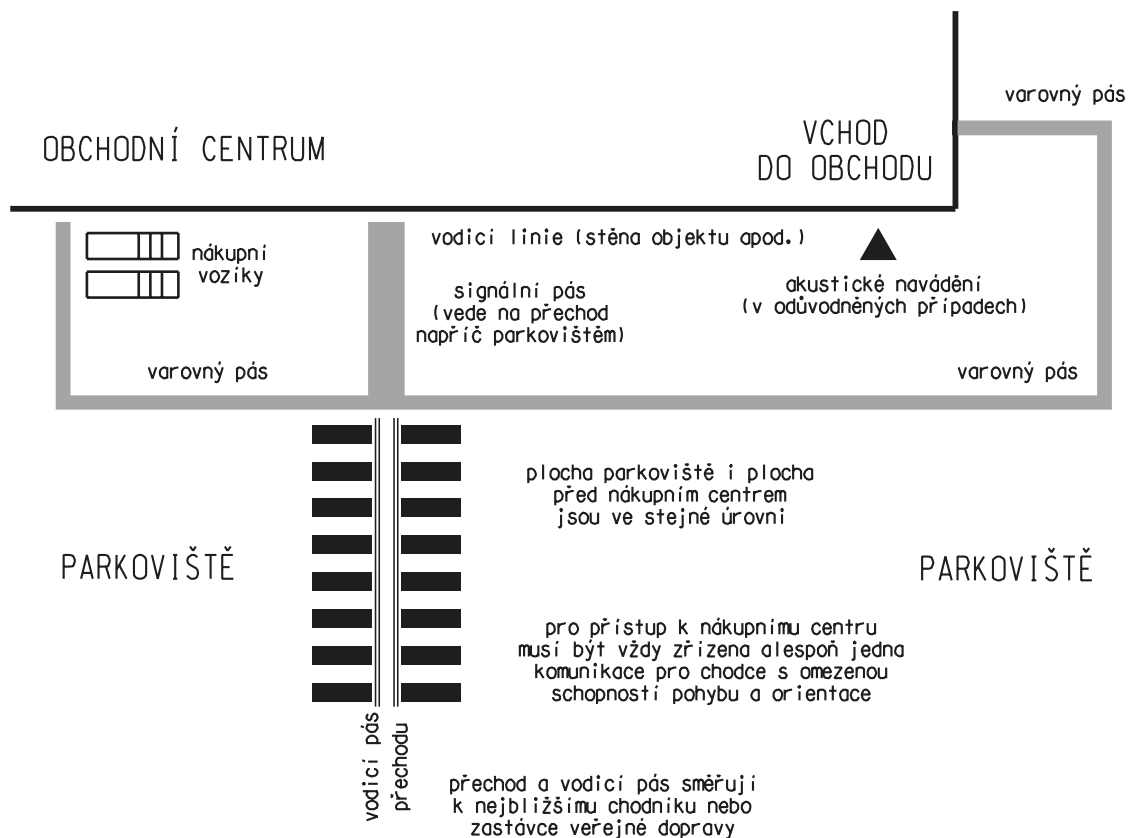 varovný pás
OBCHODNÍ CENTRUM
VCHOD
DO OBCHODU
vodicí linie (stěna objektu apod.)
nákupní
vozíky
signální pás
(vede na přechod
napříč parkovištěm)
akustické navádění
(v odůvodněných případech)
varovný pás
varovný pás
plocha parkoviště i plocha
před nákupním centrem
jsou ve stejné úrovni
PARKOVIŠTĚ
PARKOVIŠTĚ
pro přístup k nákupnímu centru
musí být vždy zřízena alespoň jedna
komunikace pro chodce s omezenou
schopností pohybu a orientace
vodicí pás
přechodu
přechod a vodicí pás směřují
k nejbližšímu chodníku nebo
zastávce veřejné dopravy